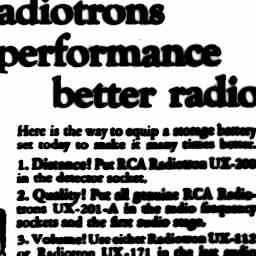 adiotrons
performance
better radio
Here is the way to equip a storage battery
set today to make it many times better.
1. Distance! Put RCA Radiotron UX-200
in the detector socket.
2. Quality! Put all genuine RCA Radio-
trons UX-201-A in the radio frequency
sockets and the first audio stage.
3. Volume! Use either Radiotron UX-112
or Radiotron UX-171 in the last audio